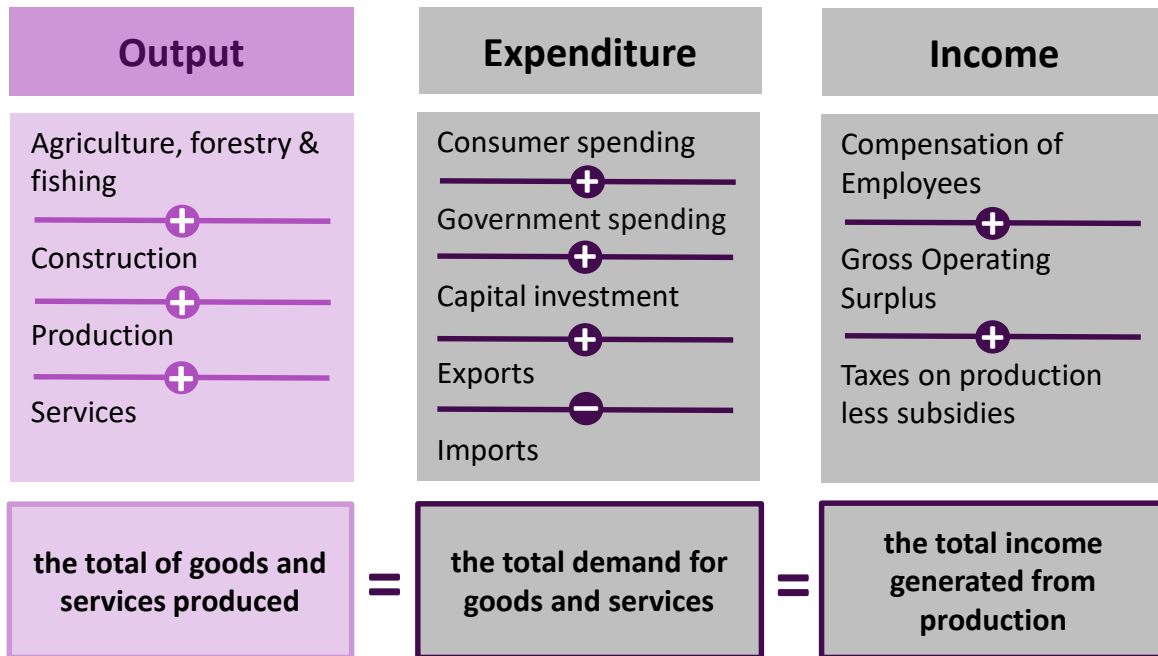 Output
Agriculture, forestry &
fishing
+
Construction
+
Production
+
Services
the total of goods and
services produced
=
Expenditure
Consumer spending
+
Government spending
+
Capital investment
+
Exports
−
Imports
the total demand for
goods and services
=
Income
Compensation of
Employees
+
Gross Operating
Surplus
+
Taxes on production
less subsidies
the total income
generated from
production